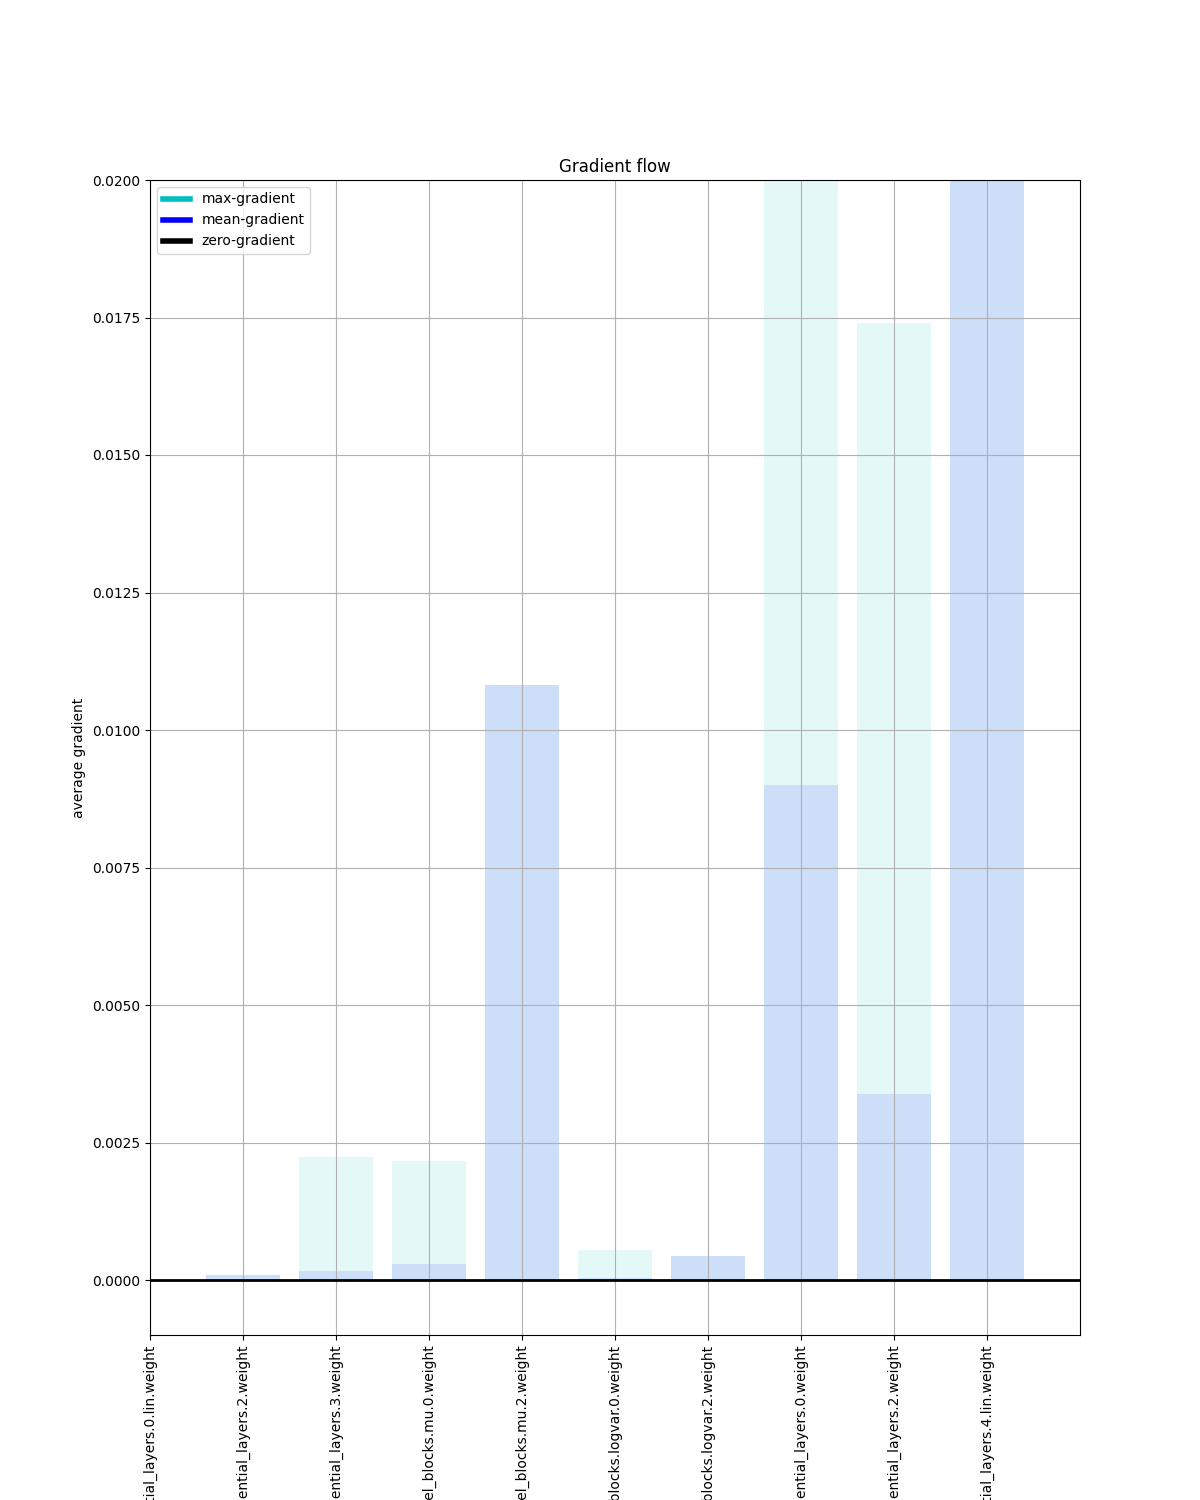 Gradient flow
max-gradient
mean-gradient
zero-gradient
0.0200
0.0175
0.0150
0.0125
0.0100
0.0075
0.0050
0.0025
0.0000
average gradient
tial_layers.0.lin.weight
ential_layers.2.weight
ential_layers.3.weight
el_blocks.mu.0.weight
el_blocks.mu.2.weight
blocks.logvar.0.weight
blocks.logvar.2.weight
ential_layers.0.weight
ential_layers.2.weight
tial_layers.4.lin.weight